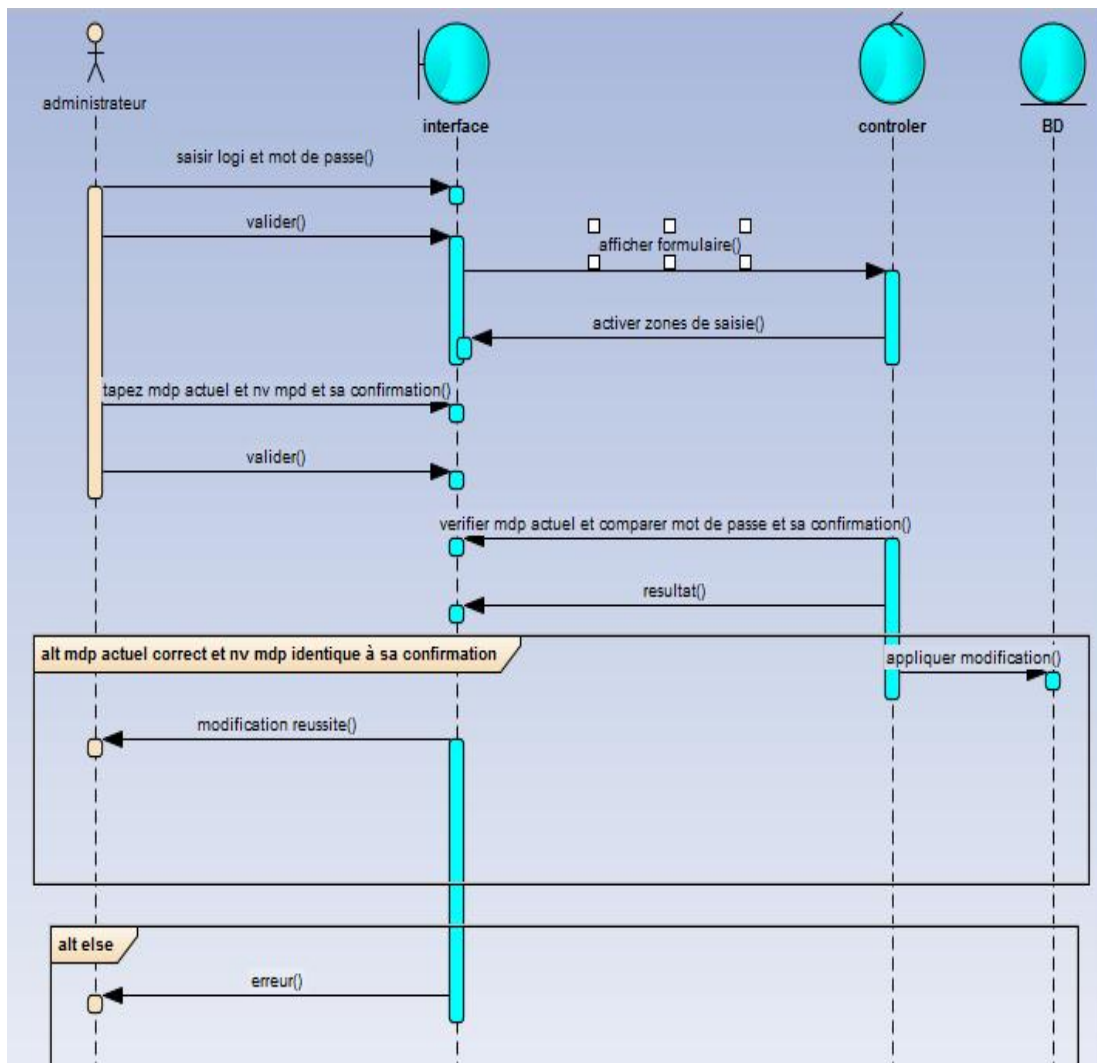 administrateur
interface
controler
BD
saisir logi et mot de passe()
valider()
afficher formulaire()
activer zones de saisie()
tapez mdp actuel et nv mpd et sa confirmation()
valider()
verifier mdp actuel et comparer mot de passe et sa confirmation()
resultat()
alt mdp actuel correct et nv mdp identique à sa confirmation
appliquer modification()
modification reussite()
alt else
erreur()